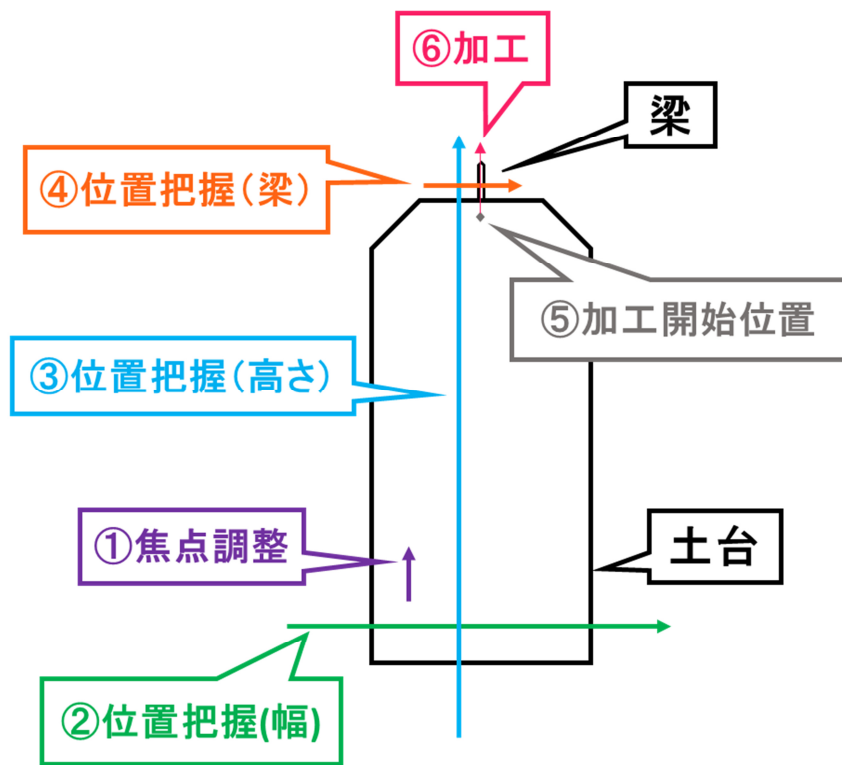 ⑥加工
梁
④位置把握(梁)
⑤加工開始位置
③位置把握(高さ)
①焦点調整
土台
②位置把握(幅)